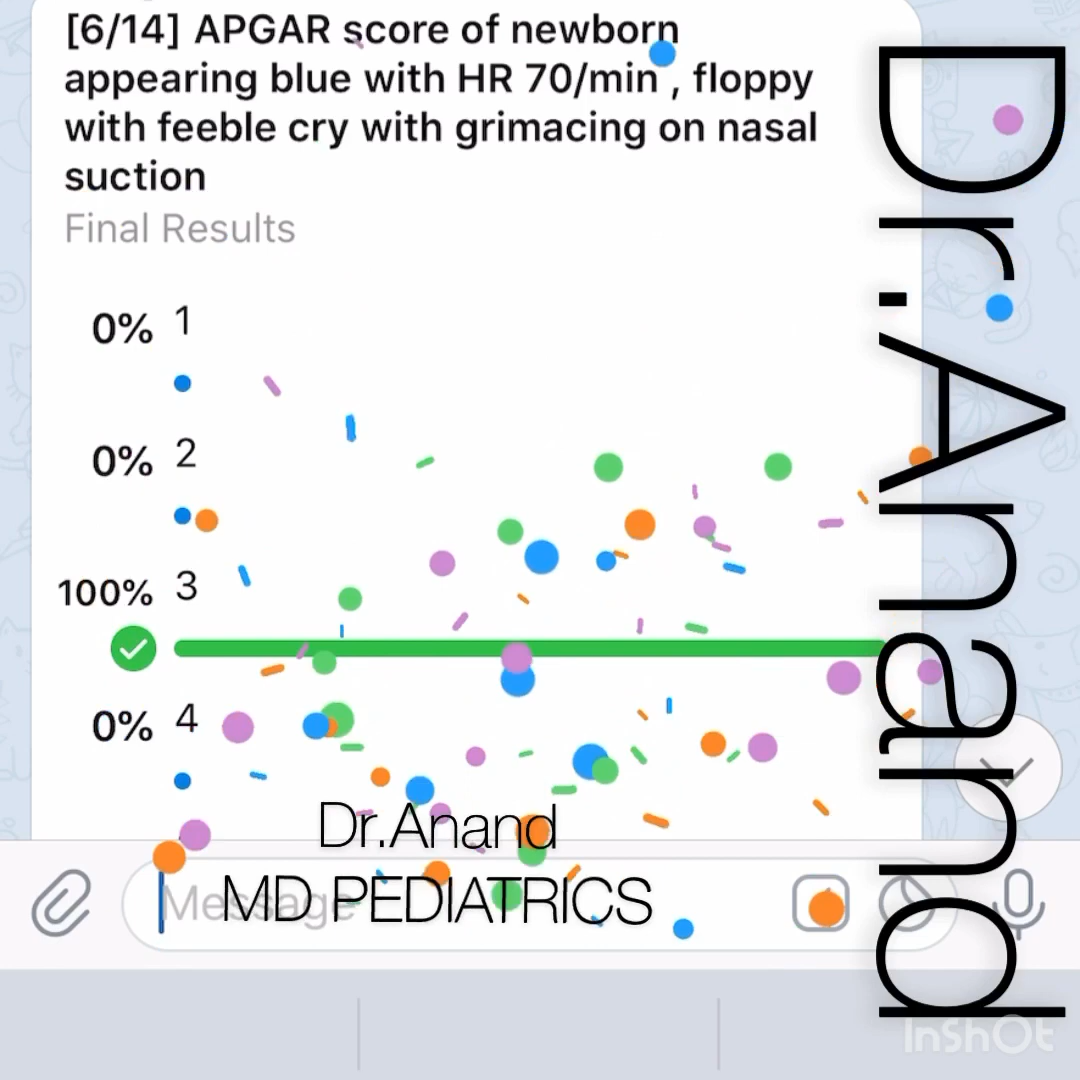 [6/14] APGAR score of newborn
appearing blue with HR 70/min , floppy
with feeble cry with grimacing on nasal
suction
Final Results
0% 1
0% 2
100% 3
0% 4
Dr.Anand
Message
MD PEDIATRICS
Dr.Anand
InShOt